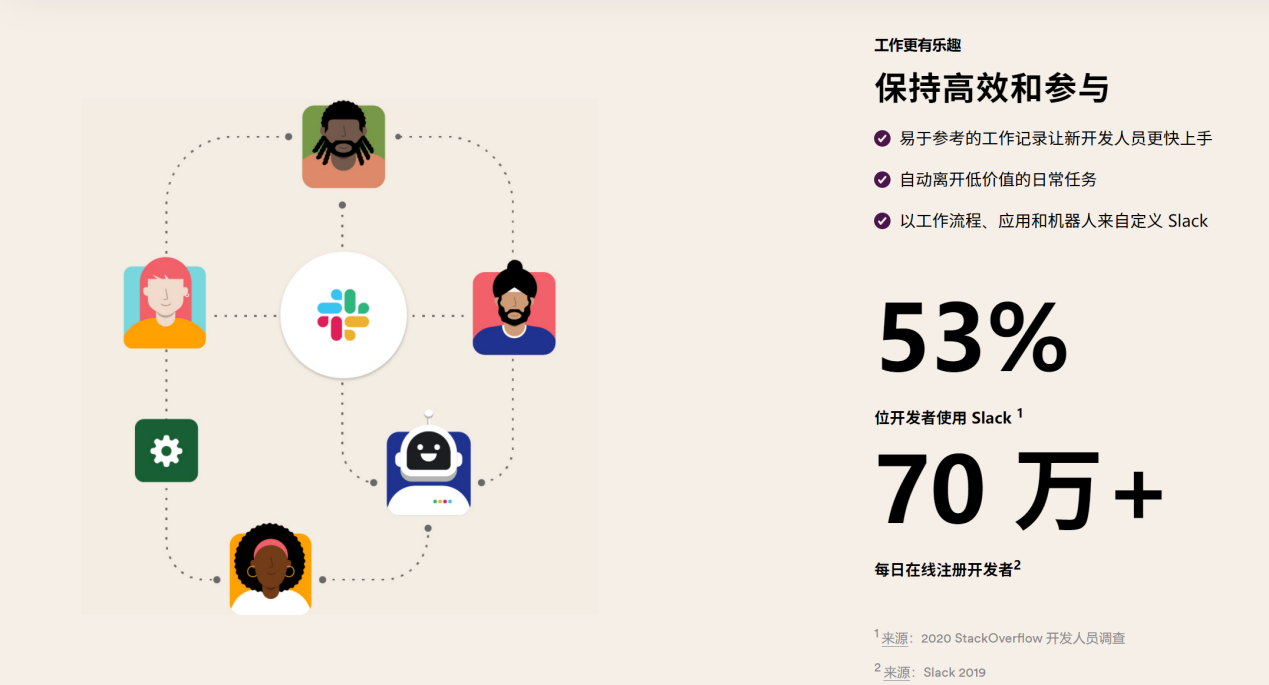 工作更有乐趣
保持高效和参与
易于参考的工作记录让新开发人员更快上手
自动离开低价值的日常任务
以工作流程、应用和机器人来自定义 Slack
53%
位开发者使用 Slack 1
70 万+
每日在线注册开发者2
1 来源：2020 StackOverflow 开发人员调查
2 来源：Slack 2019